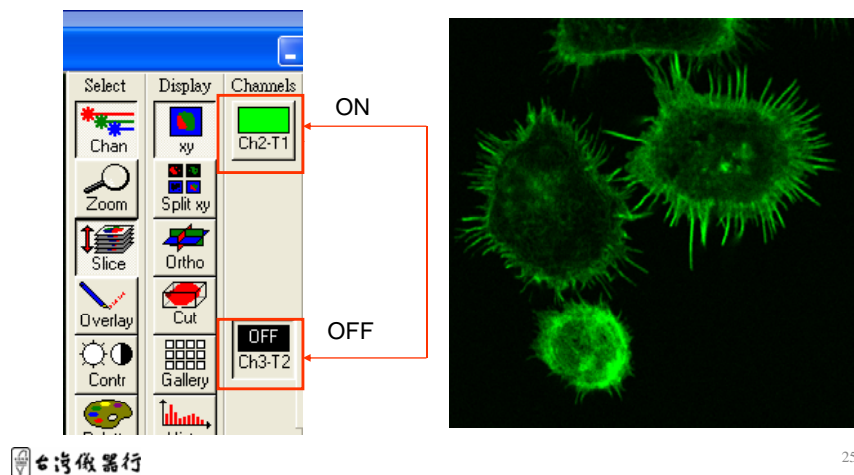 Select Display Channels
ON
Chan xy Ch2-T1
Zoom Split xy
Slice Ortho
Overlay Cut
OFF OFF
Contr Gallery Ch3-T2
台灣儀器行
25